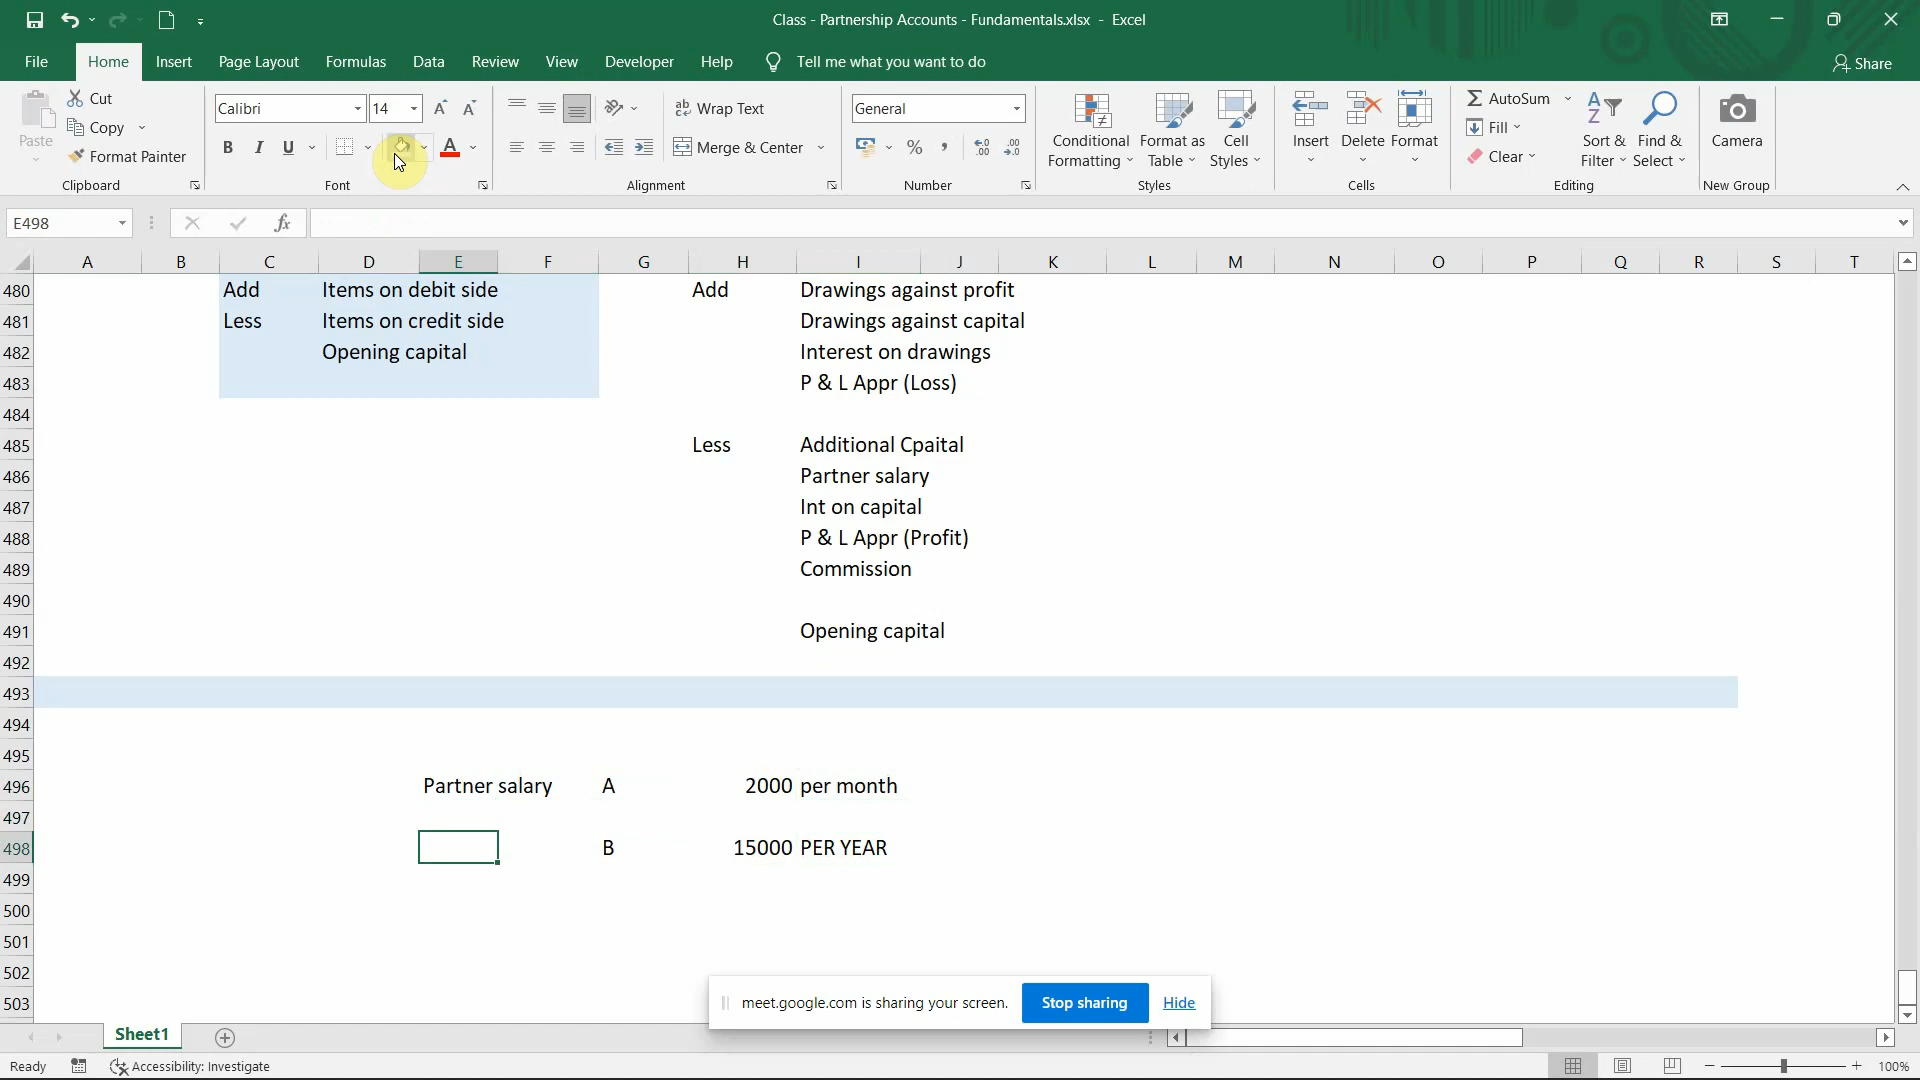 Class - Partnership Accounts - Fundamentals.xlsx - Excel
File Home Insert Page Layout Formulas Data Review View Developer Help Tell me what you want to do Share
Paste
Cut
Copy
Format Painter
Clipboard
Calibri 14
B I U
Font
Wrap Text
Merge & Center
Alignment
General
Number
Conditional Formatting
Format as Table
Cell Styles
Styles
Insert Delete Format
Cells
AutoSum
Fill
Clear
Sort & Filter
Find & Select
Editing
Camera
New Group
E498 fx
A B C D E F G H I J K L M N O P Q R S T
480 Add Items on debit side Add Drawings against profit
481 Less Items on credit side Drawings against capital
482 Opening capital Interest on drawings
483 P & L Appr (Loss)
484
485 Less Additional Cpaital
486 Partner salary
487 Int on capital
488 P & L Appr (Profit)
489 Commission
490
491 Opening capital
492
493
494
495
496 Partner salary A 2000 per month
497
498 B 15000 PER YEAR
499
500
501
502
503
meet.google.com is sharing your screen. Stop sharing Hide
Sheet1
Ready Accessibility: Investigate 100%